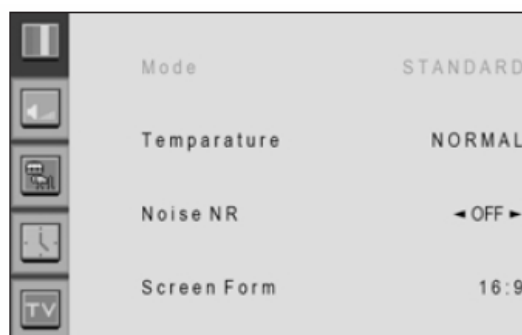 Mode STANDARD
Temparature NORMAL
Noise NR ◄ OFF ►
Screen Form 16:9
TV